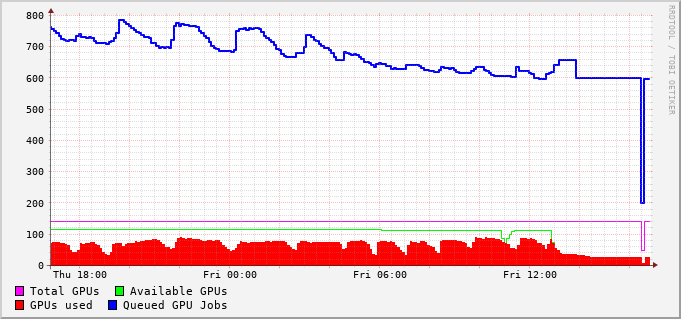 800
700
600
500
400
300
200
100
0
Thu 18:00 Fri 00:00 Fri 06:00 Fri 12:00
Total GPUs Available GPUs
GPUs used Queued GPU Jobs
RRDTOOL / TOBI OETIKER